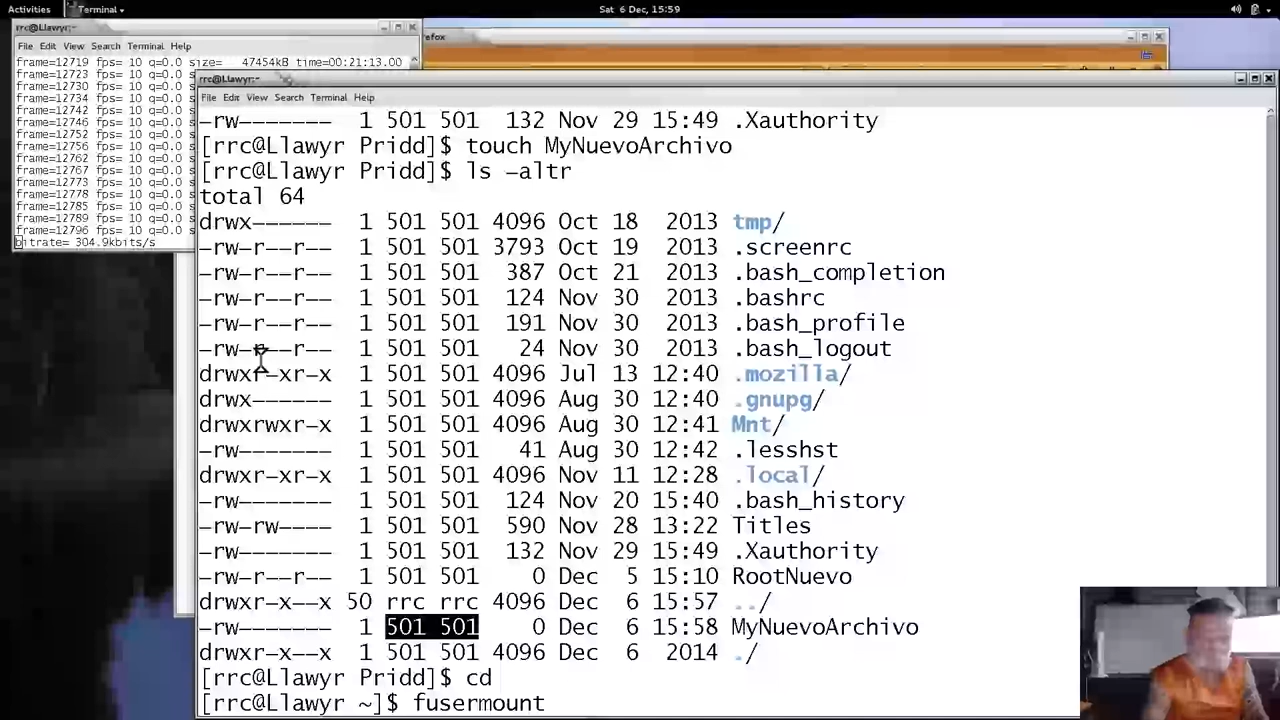 Activities Terminal Sat 6 Dec, 15:59
rrc@Llawyr:~
File Edit View Search Terminal Help
frame=12719 fps= 10 q=0.0 size= 47454kB time=00:21:13.00
frame=12723 fps= 10 q=0.0 s
frame=12730 fps= 10 q=0.0 s
frame=12734 fps= 10 q=0.0 s
frame=12742 fps= 10 q=0.0 s
frame=12746 fps= 10 q=0.0 s
frame=12756 fps= 10 q=0.0 s
frame=12762 fps= 10 q=0.0 s
frame=12767 fps= 10 q=0.0 s
frame=12773 fps= 10 q=0.0 s
frame=12778 fps= 10 q=0.0 s
frame=12785 fps= 10 q=0.0 s
frame=12789 fps= 10 q=0.0 s
frame=12796 fps= 10 q=0.0 s
bitrate= 304.9kbits/s
refox
rrc@Llawyr:~
File Edit View Search Terminal Help
-rw------- 1 501 501 132 Nov 29 15:49 .Xauthority
[rrc@Llawyr Pridd]$ touch MyNuevoArchivo
[rrc@Llawyr Pridd]$ ls -altr
total 64
drwx------ 1 501 501 4096 Oct 18 2013 tmp/
-rw-r--r-- 1 501 501 3793 Oct 19 2013 .screenrc
-rw-r--r-- 1 501 501 387 Oct 21 2013 .bash_completion
-rw-r--r-- 1 501 501 124 Nov 30 2013 .bashrc
-rw-r--r-- 1 501 501 191 Nov 30 2013 .bash_profile
-rw-r--r-- 1 501 501 24 Nov 30 2013 .bash_logout
drwxr-xr-x 1 501 501 4096 Jul 13 12:40 .mozilla/
drwx------ 1 501 501 4096 Aug 30 12:40 .gnupg/
drwxrwxr-x 1 501 501 4096 Aug 30 12:41 Mnt/
-rw------- 1 501 501 41 Aug 30 12:42 .lesshst
drwxr-xr-x 1 501 501 4096 Nov 11 12:28 .local/
-rw------- 1 501 501 124 Nov 20 15:40 .bash_history
-rw-rw---- 1 501 501 590 Nov 28 13:22 Titles
-rw------- 1 501 501 132 Nov 29 15:49 .Xauthority
-rw-r--r-- 1 501 501 0 Dec 5 15:10 RootNuevo
drwxr-x--x 50 rrc rrc 4096 Dec 6 15:57 ../
-rw------- 1 501 501 0 Dec 6 15:58 MyNuevoArchivo
drwxr-x--x 1 501 501 4096 Dec 6 2014 ./
[rrc@Llawyr Pridd]$ cd
[rrc@Llawyr ~]$ fusermount